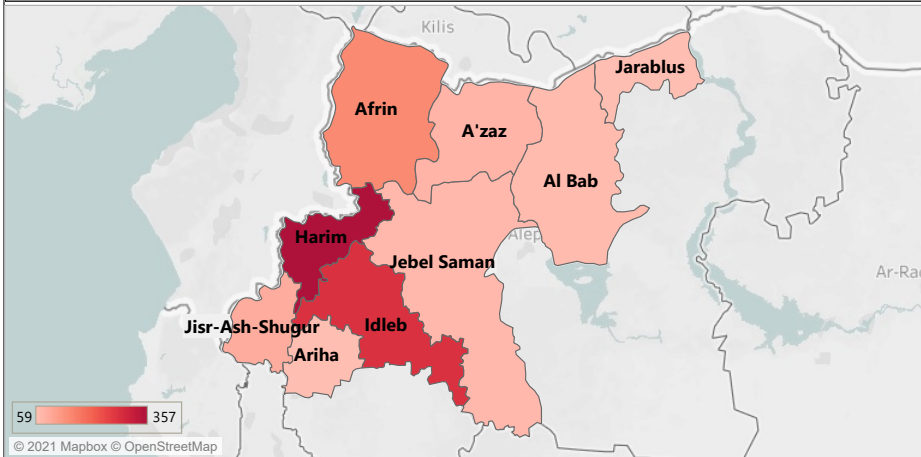 Kilis
Jarablus
Afrin
A'zaz
Al Bab
Harim
Alep
Jebel Saman
Ar-Rac
Jisr-Ash-Shugur
Idleb
Ariha
59
357
© 2021 Mapbox © OpenStreetMap